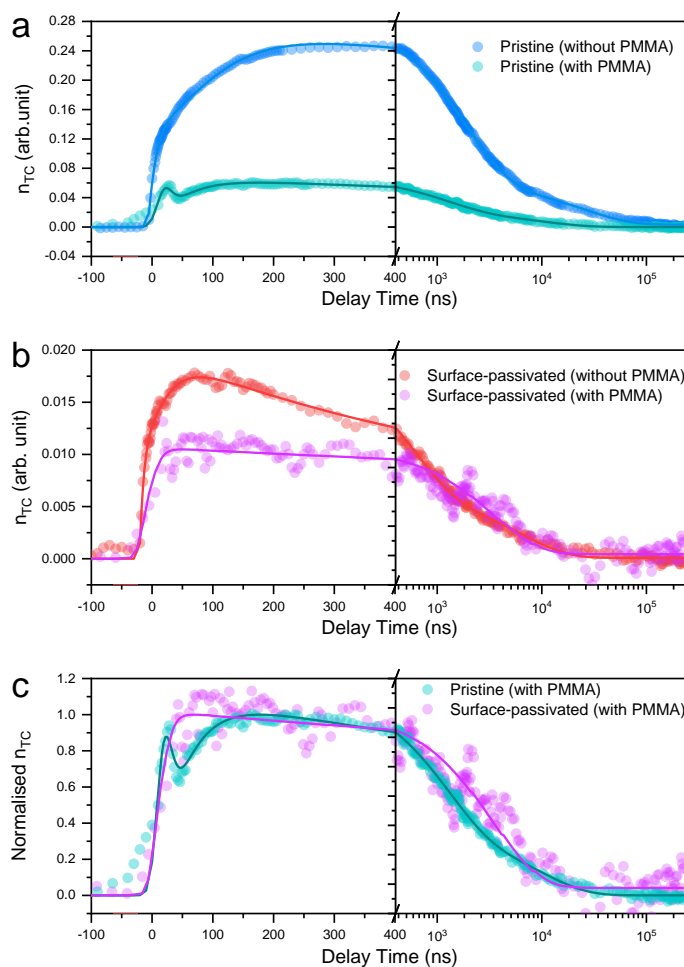 a
0.28
0.24
0.20
0.16
0.12
0.08
0.04
0.00
-0.04
n_TC (arb.unit)
Pristine (without PMMA)
Pristine (with PMMA)
-100 0 100 200 300 400 10³ 10⁴ 10⁵
Delay Time (ns)
b
0.020
0.015
0.010
0.005
0.000
n_TC (arb. unit)
Surface-passivated (without PMMA)
Surface-passivated (with PMMA)
-100 0 100 200 300 400 10³ 10⁴ 10⁵
Delay Time (ns)
c
1.2
1.0
0.8
0.6
0.4
0.2
0.0
Normalised n_TC
Pristine (with PMMA)
Surface-passivated (with PMMA)
-100 0 100 200 300 400 10³ 10⁴ 10⁵
Delay Time (ns)